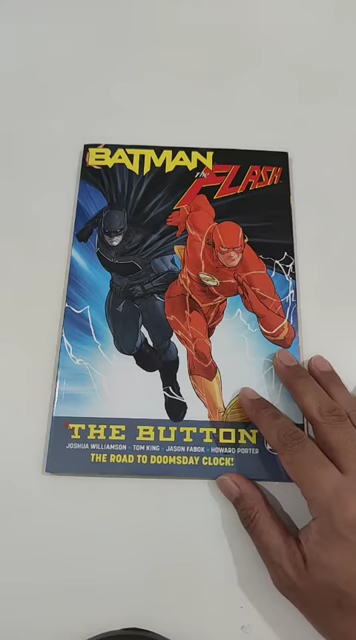 BATMAN
THE FLASH
THE BUTTON
JOSHUA WILLIAMSON • TOM KING • JASON FABOK • HOWARD PORTER
THE ROAD TO DOOMSDAY CLOCK!